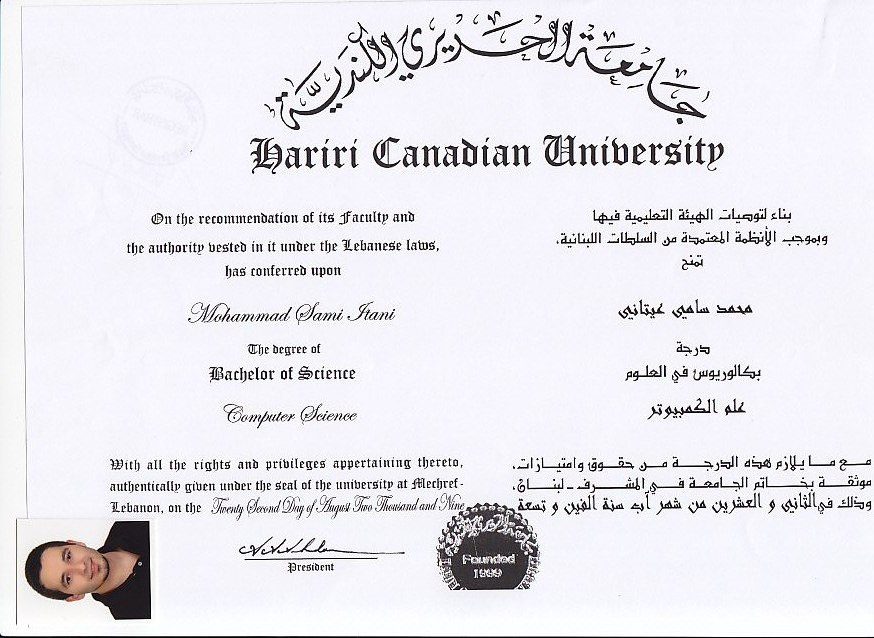 جامعة الحريري الكندية
Hariri Canadian University
On the recommendation of its Faculty and
the authority vested in it under the Lebanese laws,
has conferred upon
Mohammad Sami Itani
The degree of
Bachelor of Science
Computer Science
With all the rights and privileges appertaining thereto,
authentically given under the seal of the university at Mechref-
Lebanon, on the Twenty Second Day of August Two Thousand and Nine
بناء لتوصيات الهيئة التعليمية فيها
وبموجب الأنظمة المعتمدة من السلطات اللبنانية،
تمنح
محمد سامي عيتاني
درجة
بكالوريوس في العلوم
علم الكمبيوتر
مع ما يلازم هذه الدرجة من حقوق وامتيازات،
موثقة بخاتم الجامعة في المشرف - لبنان،
وذلك في الثاني و العشرين من شهر آب سنة الفين و تسعة
President
Founded
1999